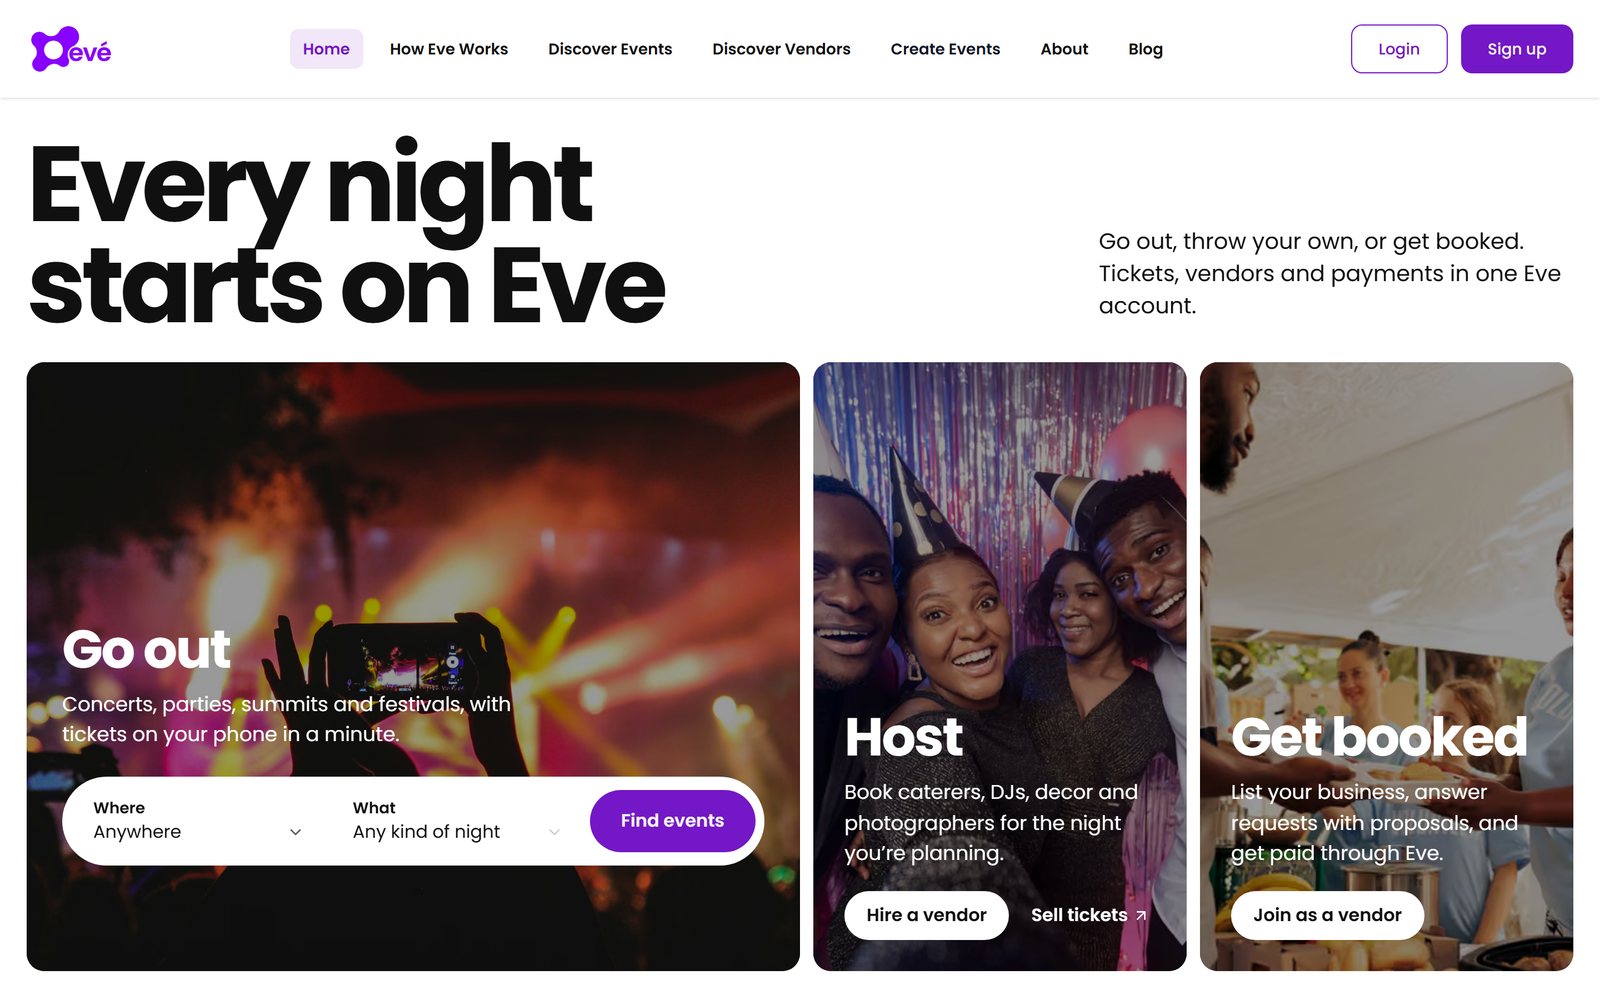 evé
Home
How Eve Works
Discover Events
Discover Vendors
Create Events
About
Blog
Login
Sign up
Every night
starts on Eve
Go out, throw your own, or get booked.
Tickets, vendors and payments in one Eve
account.
Go out
Concerts, parties, summits and festivals, with
tickets on your phone in a minute.
Where
Anywhere
What
Any kind of night
Find events
Host
Book caterers, DJs, decor and
photographers for the night
you’re planning.
Hire a vendor
Sell tickets
Get booked
List your business, answer
requests with proposals, and
get paid through Eve.
Join as a vendor